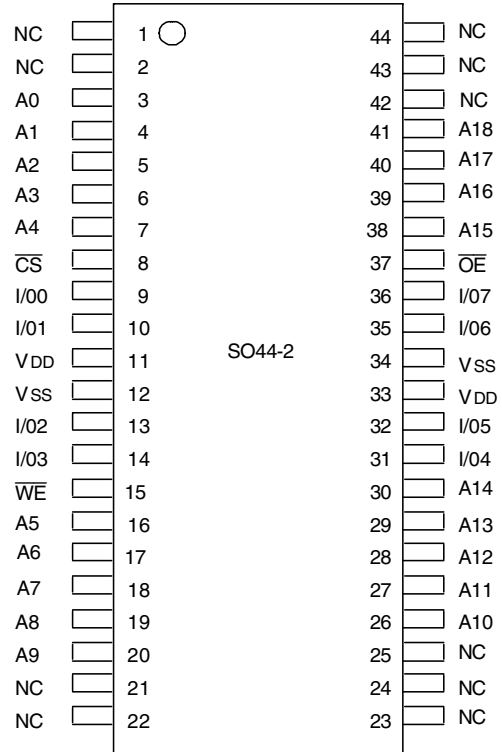 NC 1 44 NC
NC 2 43 NC
A0 3 42 NC
A1 4 41 A18
A2 5 40 A17
A3 6 39 A16
A4 7 38 A15
C̅S̅ 8 37 O̅E̅
I/00 9 36 I/07
I/01 10 35 I/06
VDD 11 SO44-2 34 VSS
VSS 12 33 VDD
I/02 13 32 I/05
I/03 14 31 I/04
W̅E̅ 15 30 A14
A5 16 29 A13
A6 17 28 A12
A7 18 27 A11
A8 19 26 A10
A9 20 25 NC
NC 21 24 NC
NC 22 23 NC